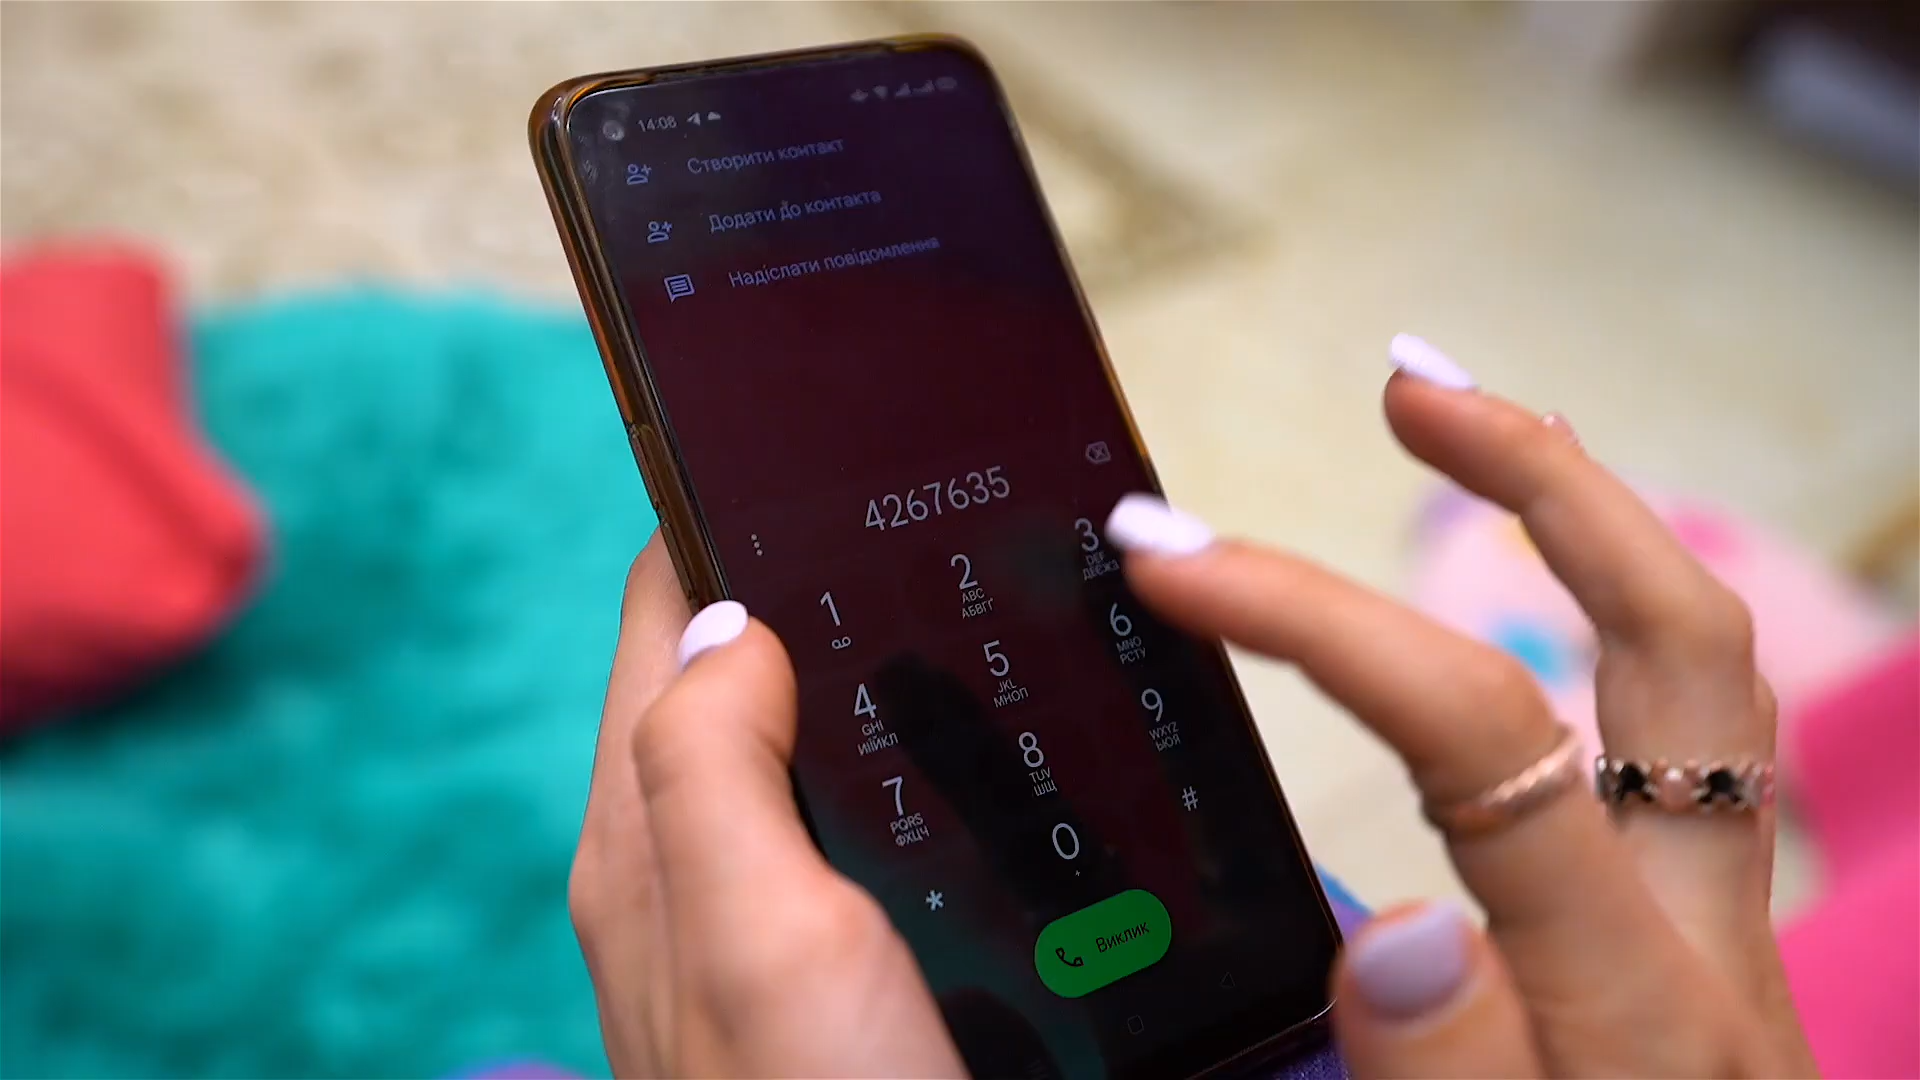 14:08
Створити контакт
Додати до контакта
Надіслати повідомлення
4267635
1
2
ABC
АБВГҐ
3
DEF
ДЕЄЖЗ
4
GHI
ИІЇЙКЛ
5
JKL
МНОП
6
MNO
РСТУ
7
PQRS
ФХЦЧ
8
TUV
ШЩ
9
WXYZ
ЬЮЯ
*
0
+
#
Виклик